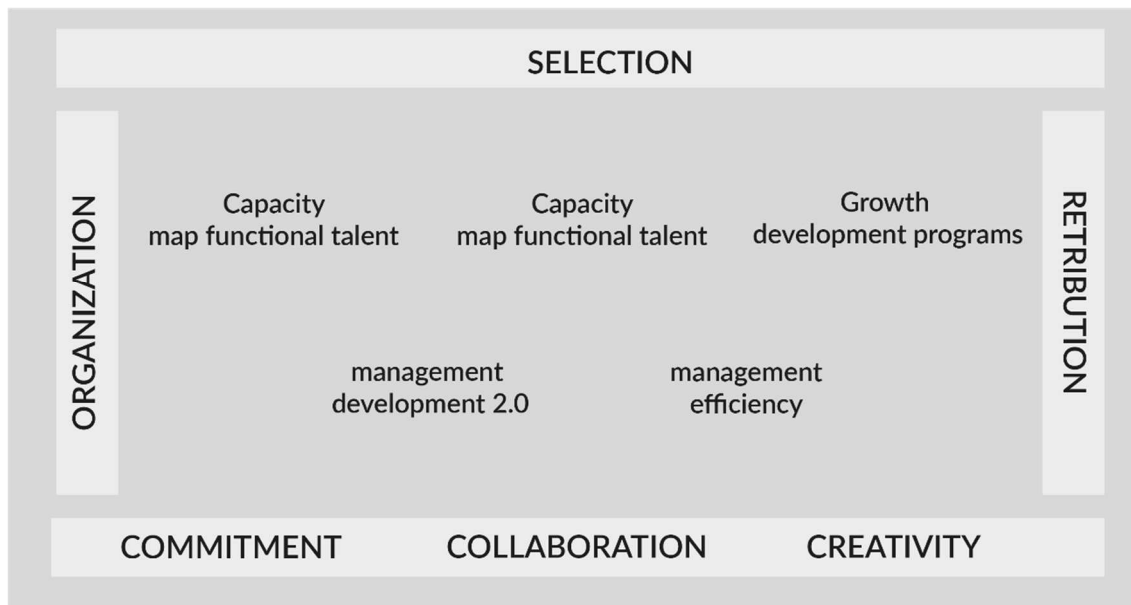 SELECTION
ORGANIZATION
Capacity
map functional talent
Capacity
map functional talent
Growth
development programs
RETRIBUTION
management
development 2.0
management
efficiency
COMMITMENT COLLABORATION CREATIVITY